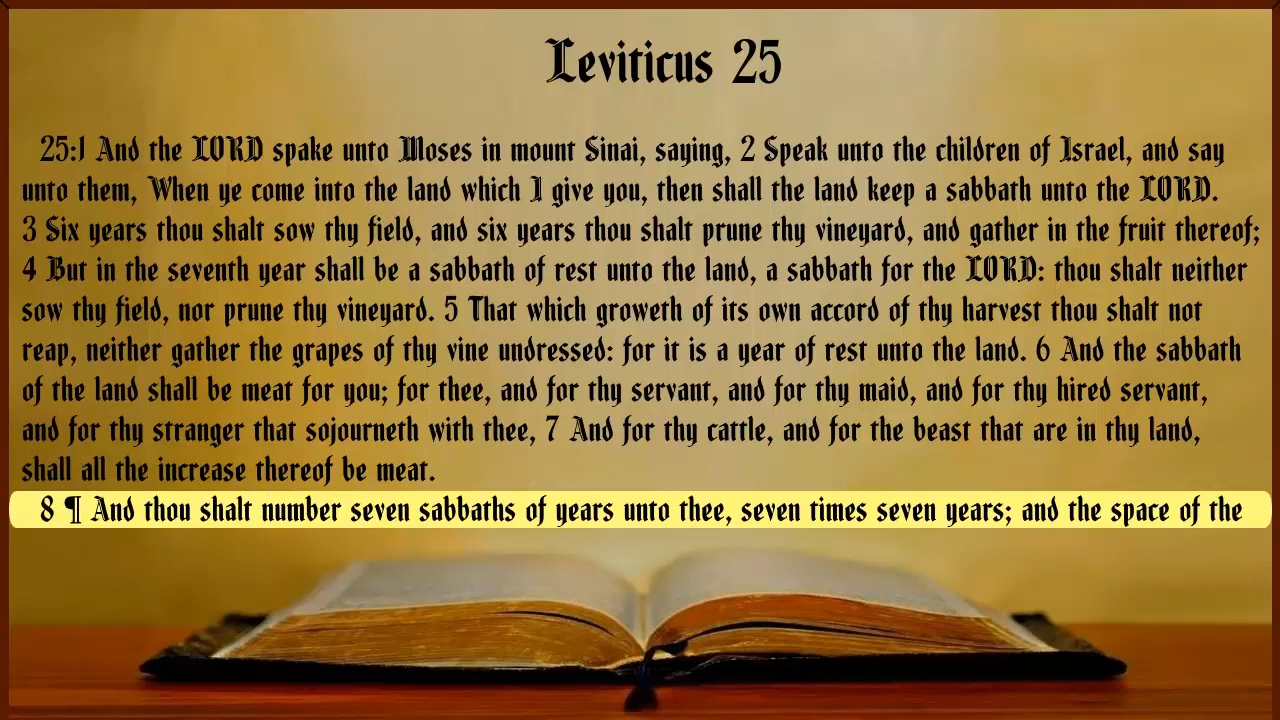 Leviticus 25
25:1 And the LORD spake unto Moses in mount Sinai, saying, 2 Speak unto the children of Israel, and say
unto them, When ye come into the land which I give you, then shall the land keep a sabbath unto the LORD.
3 Six years thou shalt sow thy field, and six years thou shalt prune thy vineyard, and gather in the fruit thereof;
4 But in the seventh year shall be a sabbath of rest unto the land, a sabbath for the LORD: thou shalt neither
sow thy field, nor prune thy vineyard. 5 That which groweth of its own accord of thy harvest thou shalt not
reap, neither gather the grapes of thy vine undressed: for it is a year of rest unto the land. 6 And the sabbath
of the land shall be meat for you; for thee, and for thy servant, and for thy maid, and for thy hired servant,
and for thy stranger that sojourneth with thee, 7 And for thy cattle, and for the beast that are in thy land,
shall all the increase thereof be meat.
8 ¶ And thou shalt number seven sabbaths of years unto thee, seven times seven years; and the space of the